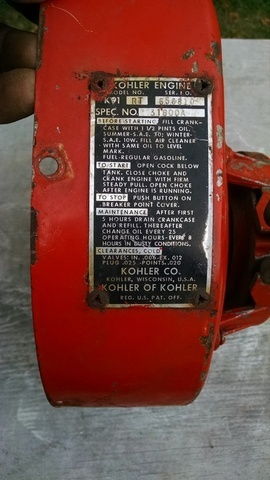 KOHLER ENGINE
MODEL NO. SER. I.D.
K91 RT
SPEC. NO.
BEFORE STARTING FILL CRANK-
CASE WITH 1 1/2 PINTS OIL.
SUMMER-S.A.E. 30; WINTER-
S.A.E. 10W. FILL AIR CLEANER
WITH SAME OIL TO LEVEL
MARK.
FUEL-REGULAR GASOLINE.
TO-START OPEN COCK BELOW
TANK. CLOSE CHOKE AND
CRANK ENGINE WITH FIRM
STEADY PULL. OPEN CHOKE
AFTER ENGINE IS RUNNING.
TO STOP PUSH BUTTON ON
BREAKER POINT COVER.
MAINTENANCE AFTER FIRST
5 HOURS DRAIN CRANKCASE
AND REFILL. THEREAFTER
CHANGE OIL EVERY 25
OPERATING HOURS-EVERY 8
HOURS IN DUSTY CONDITIONS.
CLEARANCES, COLD
VALVES: IN. .006-EX. .012
PLUG .025-POINTS .020
KOHLER CO.
KOHLER, WISCONSIN, U.S.A.
KOHLER OF KOHLER
REG. U.S. PAT. OFF.